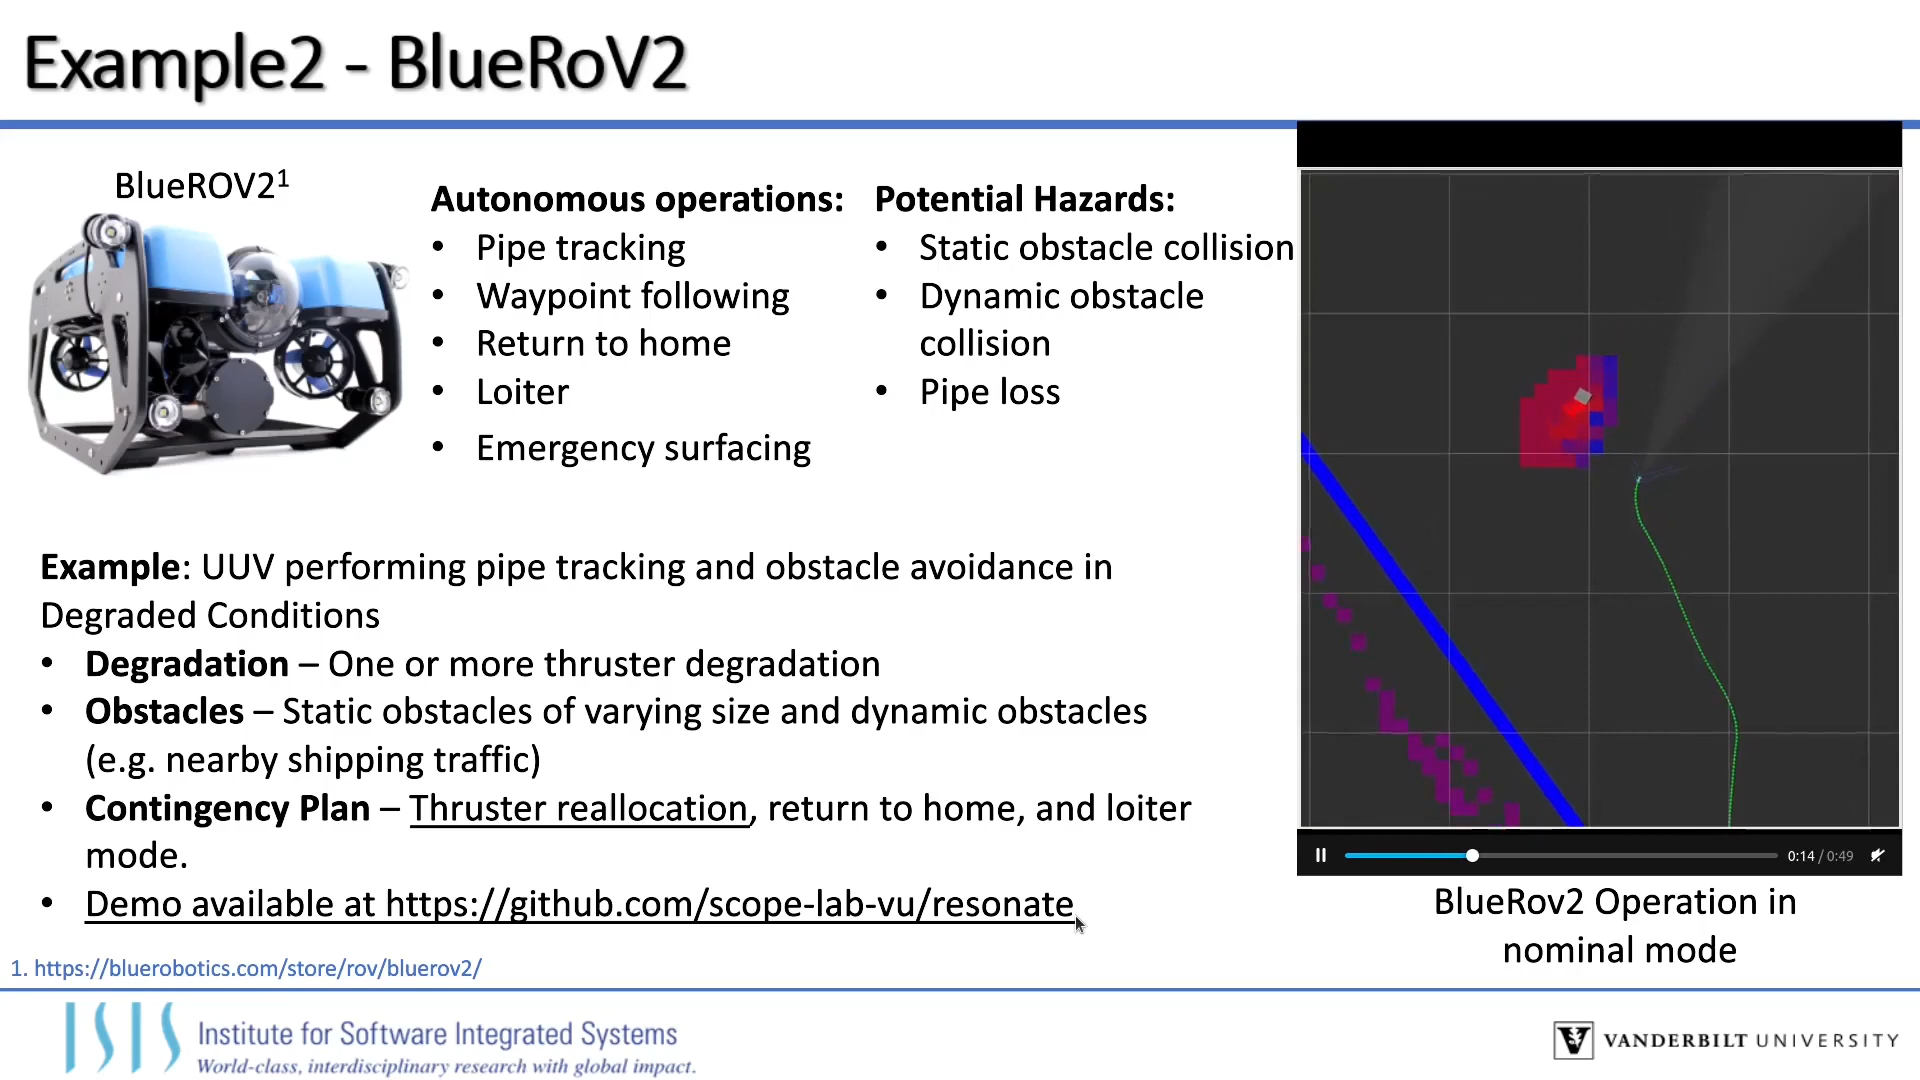 Example2 - BlueRoV2
BlueROV21
Autonomous operations:
• Pipe tracking
• Waypoint following
• Return to home
• Loiter
• Emergency surfacing
Potential Hazards:
• Static obstacle collision
• Dynamic obstacle
collision
• Pipe loss
Example: UUV performing pipe tracking and obstacle avoidance in
Degraded Conditions
• Degradation – One or more thruster degradation
• Obstacles – Static obstacles of varying size and dynamic obstacles
(e.g. nearby shipping traffic)
• Contingency Plan – Thruster reallocation, return to home, and loiter
mode.
• Demo available at https://github.com/scope-lab-vu/resonate
0:14 / 0:49
BlueRov2 Operation in
nominal mode
1. https://bluerobotics.com/store/rov/bluerov2/
ISIS
Institute for Software Integrated Systems
World-class, interdisciplinary research with global impact.
V
VANDERBILT UNIVERSITY